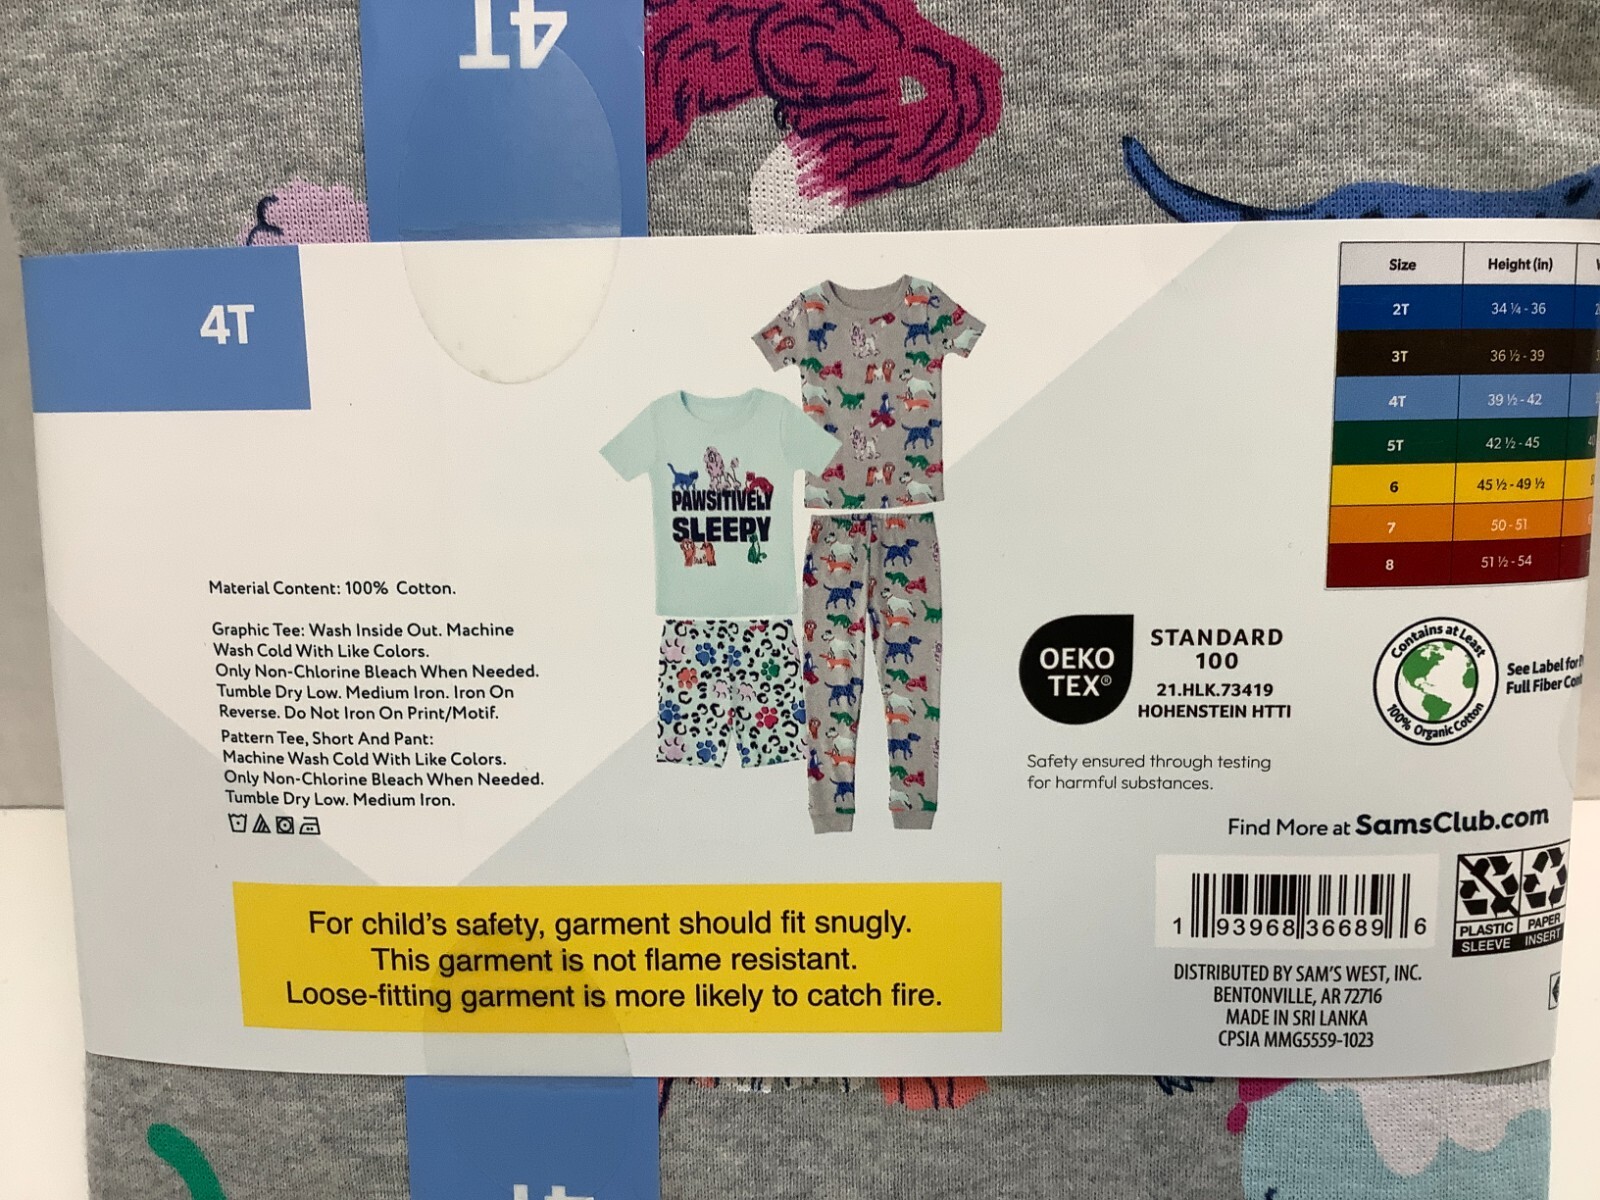 4T
4T
PAWSITIVELY
SLEEPY
Size Height (in)
2T 34 ¼ - 36
3T 36 ½ - 39
4T 39 ½ - 42
5T 42 ½ - 45
6 45 ½ - 49 ½
7 50 - 51
8 51 ½ - 54
Material Content: 100% Cotton.
Graphic Tee: Wash Inside Out. Machine
Wash Cold With Like Colors.
Only Non-Chlorine Bleach When Needed.
Tumble Dry Low. Medium Iron. Iron On
Reverse. Do Not Iron On Print/Motif.
Pattern Tee, Short And Pant:
Machine Wash Cold With Like Colors.
Only Non-Chlorine Bleach When Needed.
Tumble Dry Low. Medium Iron.
OEKO
TEX®
STANDARD
100
21.HLK.73419
HOHENSTEIN HTTI
Safety ensured through testing
for harmful substances.
Contains at Least
100% Organic Cotton
See Label for
Full Fiber
Find More at SamsClub.com
1 93968 36689 6
PLASTIC PAPER
SLEEVE INSERT
DISTRIBUTED BY SAM'S WEST, INC.
BENTONVILLE, AR 72716
MADE IN SRI LANKA
CPSIA MMG5559-1023
For child's safety, garment should fit snugly.
This garment is not flame resistant.
Loose-fitting garment is more likely to catch fire.